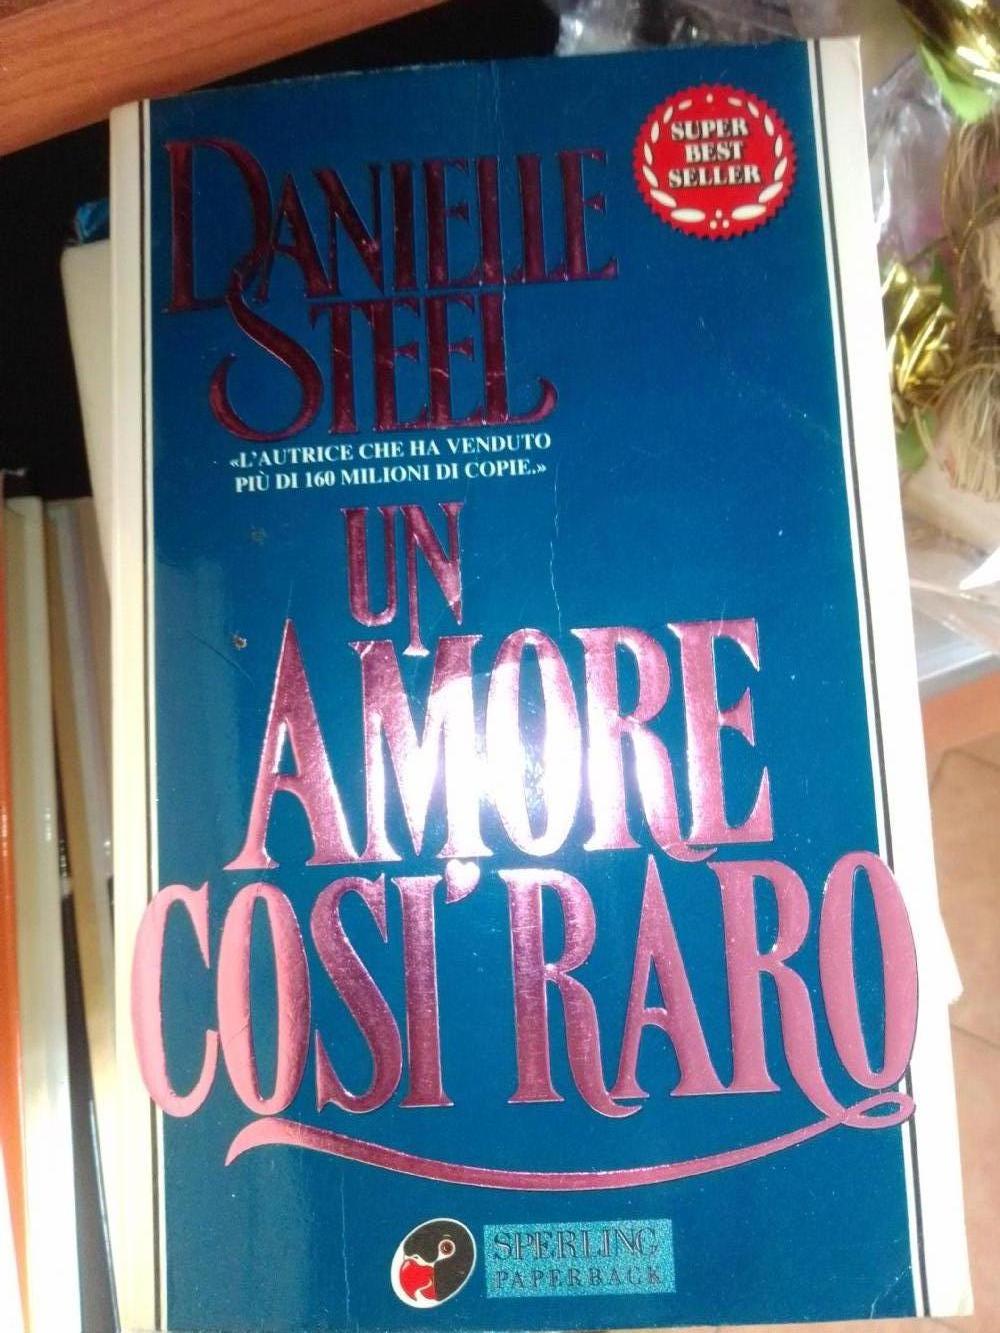 DANIELLE
STEEL
SUPER
BEST
SELLER
«L'AUTRICE CHE HA VENDUTO
PIÙ DI 160 MILIONI DI COPIE.»
UN
AMORE
COSI' RARO
SPERLING
PAPERBACK